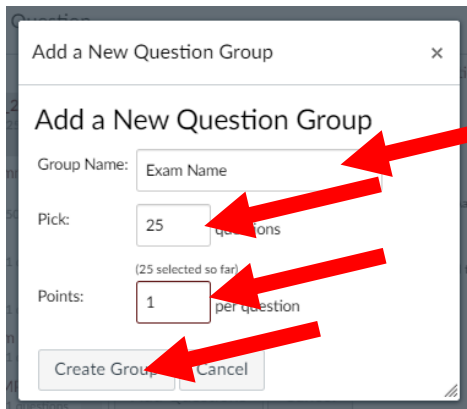 Add a New Question Group ×
Add a New Question Group
Group Name: Exam Name
Pick: 25 questions
(25 selected so far)
Points: 1 per question
Create Group Cancel